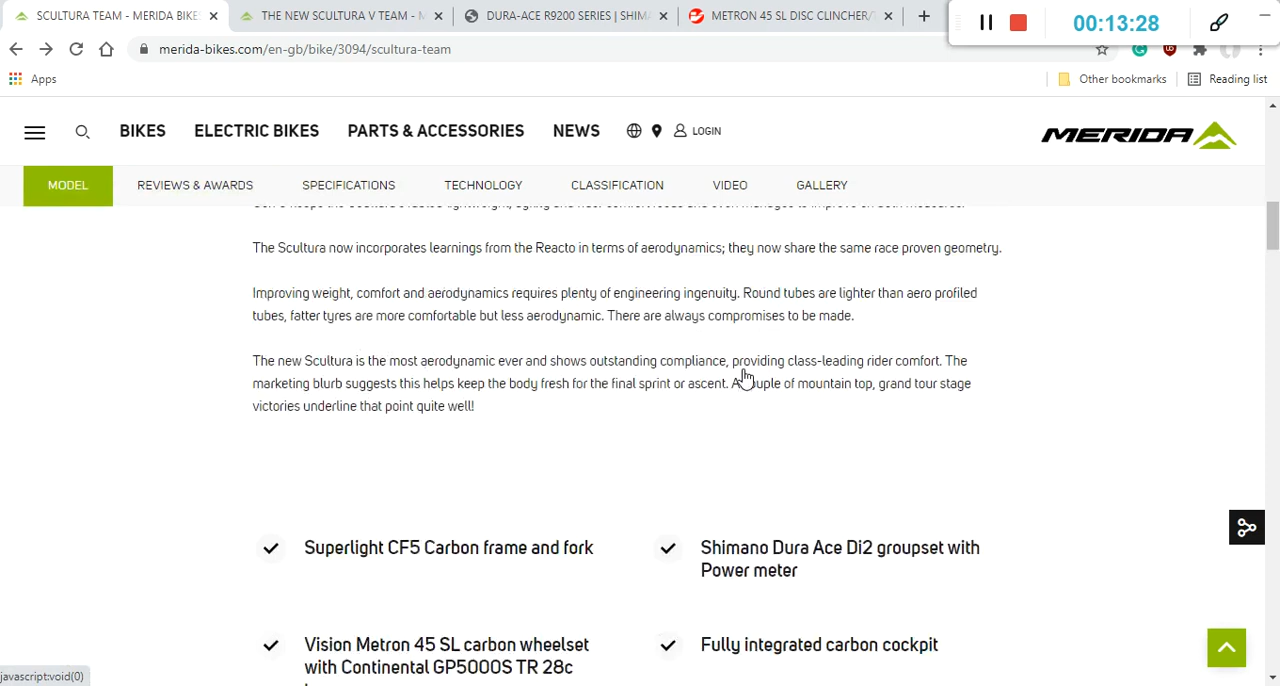 SCULTURA TEAM - MERIDA BIKE
THE NEW SCULTURA V TEAM - M
DURA-ACE R9200 SERIES | SHIM
METRON 45 SL DISC CLINCHER/T
00:13:28
merida-bikes.com/en-gb/bike/3094/scultura-team
Apps
Other bookmarks
Reading list
BIKES
ELECTRIC BIKES
PARTS & ACCESSORIES
NEWS
LOGIN
MERIDA
MODEL
REVIEWS & AWARDS
SPECIFICATIONS
TECHNOLOGY
CLASSIFICATION
VIDEO
GALLERY
The Scultura now incorporates learnings from the Reacto in terms of aerodynamics; they now share the same race proven geometry.
Improving weight, comfort and aerodynamics requires plenty of engineering ingenuity. Round tubes are lighter than aero profiled
tubes, fatter tyres are more comfortable but less aerodynamic. There are always compromises to be made.
The new Scultura is the most aerodynamic ever and shows outstanding compliance, providing class-leading rider comfort. The
marketing blurb suggests this helps keep the body fresh for the final sprint or ascent. A couple of mountain top, grand tour stage
victories underline that point quite well!
Superlight CF5 Carbon frame and fork
Shimano Dura Ace Di2 groupset with
Power meter
Vision Metron 45 SL carbon wheelset
with Continental GP5000S TR 28c
Fully integrated carbon cockpit
javascript:void(0)